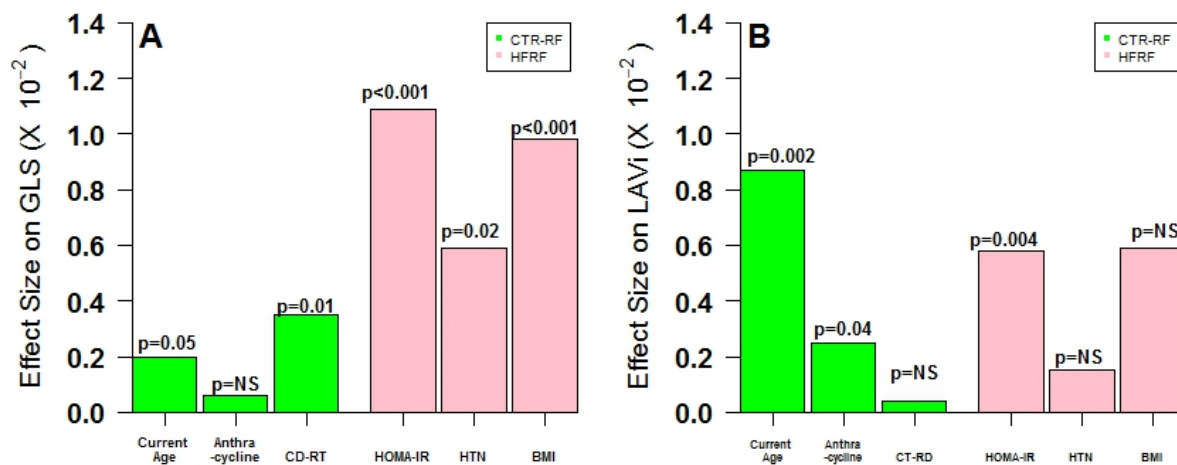 A
CTR-RF
HFRF
Effect Size on GLS (X 10⁻²)
1.4
1.2
1.0
0.8
0.6
0.4
0.2
0.0
p=0.05
p=NS
p=0.01
p<0.001
p=0.02
p<0.001
Current
Age
Anthra
-cycline
CD-RT
HOMA-IR
HTN
BMI
B
CTR-RF
HFRF
Effect Size on LAVi (X 10⁻²)
1.4
1.2
1.0
0.8
0.6
0.4
0.2
0.0
p=0.002
p=0.04
p=NS
p=0.004
p=NS
p=NS
Current
Age
Anthra
-cycline
CT-RD
HOMA-IR
HTN
BMI